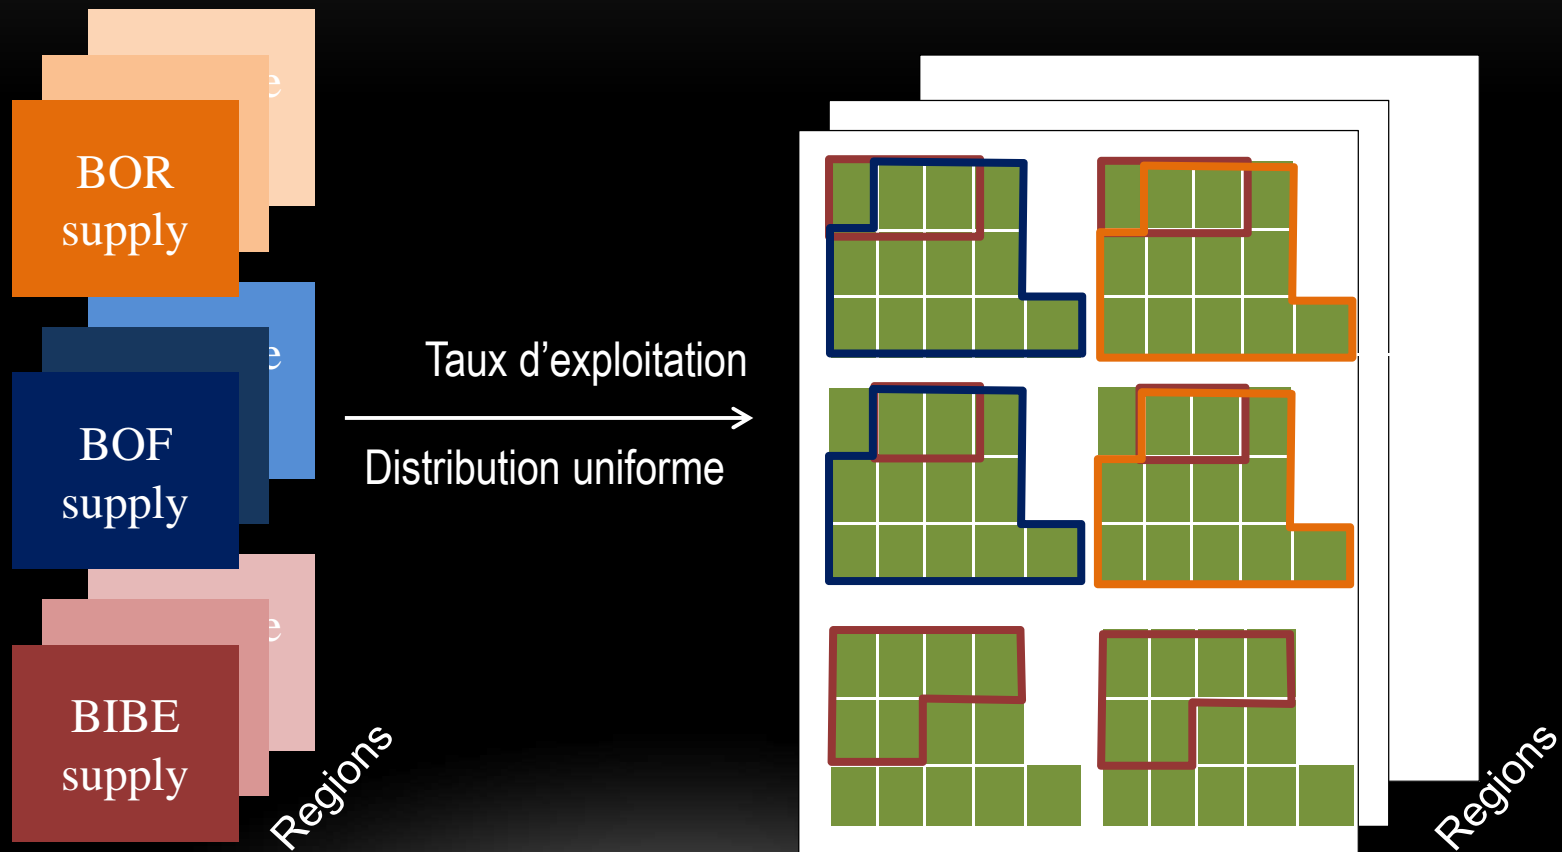 BOR
supply
BOF
supply
BIBE
supply
Regions
Taux d’exploitation
Distribution uniforme
Regions